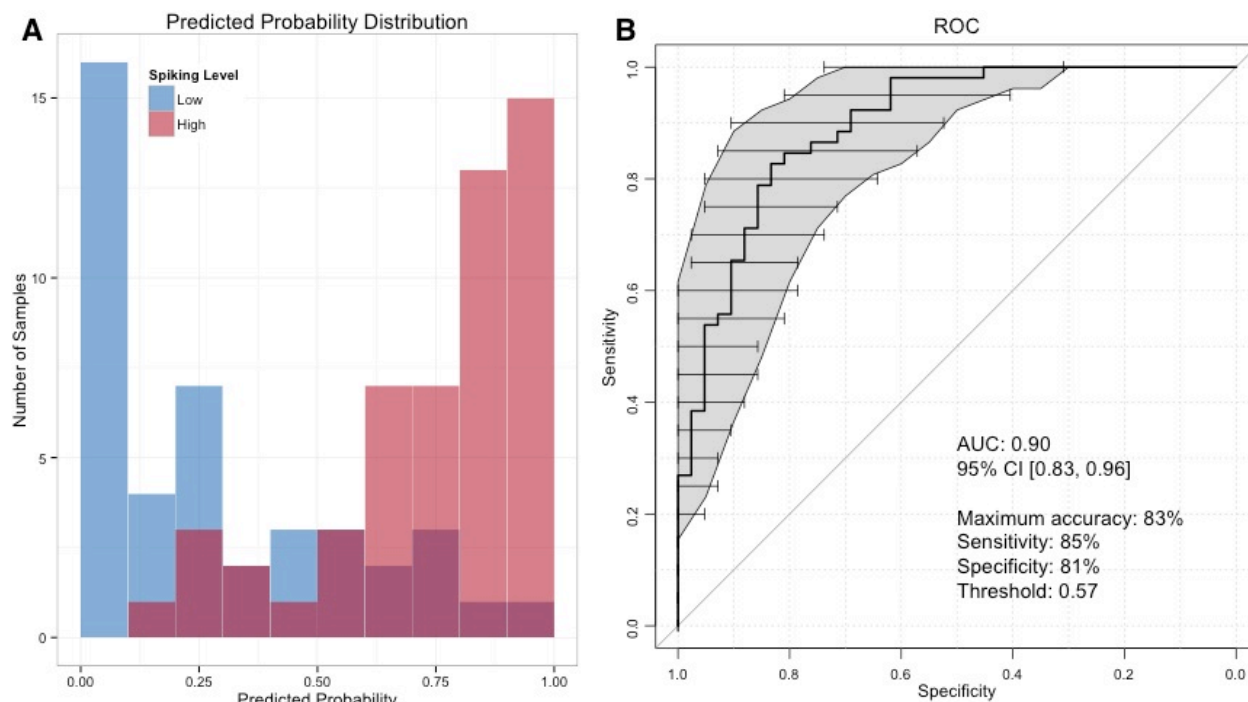 A
Predicted Probability Distribution
Spiking Level
Low
High
Number of Samples
15
10
5
0
0.00
0.25
0.50
0.75
1.00
Predicted Probability
B
ROC
Sensitivity
1.0
0.8
0.6
0.4
0.2
0.0
AUC: 0.90
95% CI [0.83, 0.96]
Maximum accuracy: 83%
Sensitivity: 85%
Specificity: 81%
Threshold: 0.57
1.0
0.8
0.6
0.4
0.2
0.0
Specificity